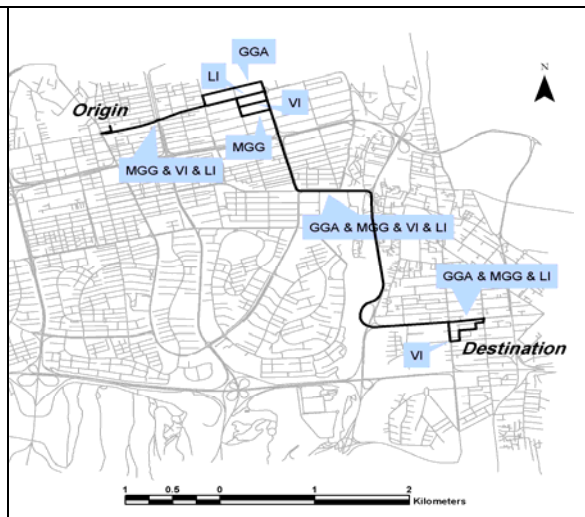 GGA
N
LI
Origin
VI
MGG
MGG & VI & LI
GGA & MGG & VI & LI
GGA & MGG & LI
VI
Destination
1 0.5 0 1 2
Kilometers